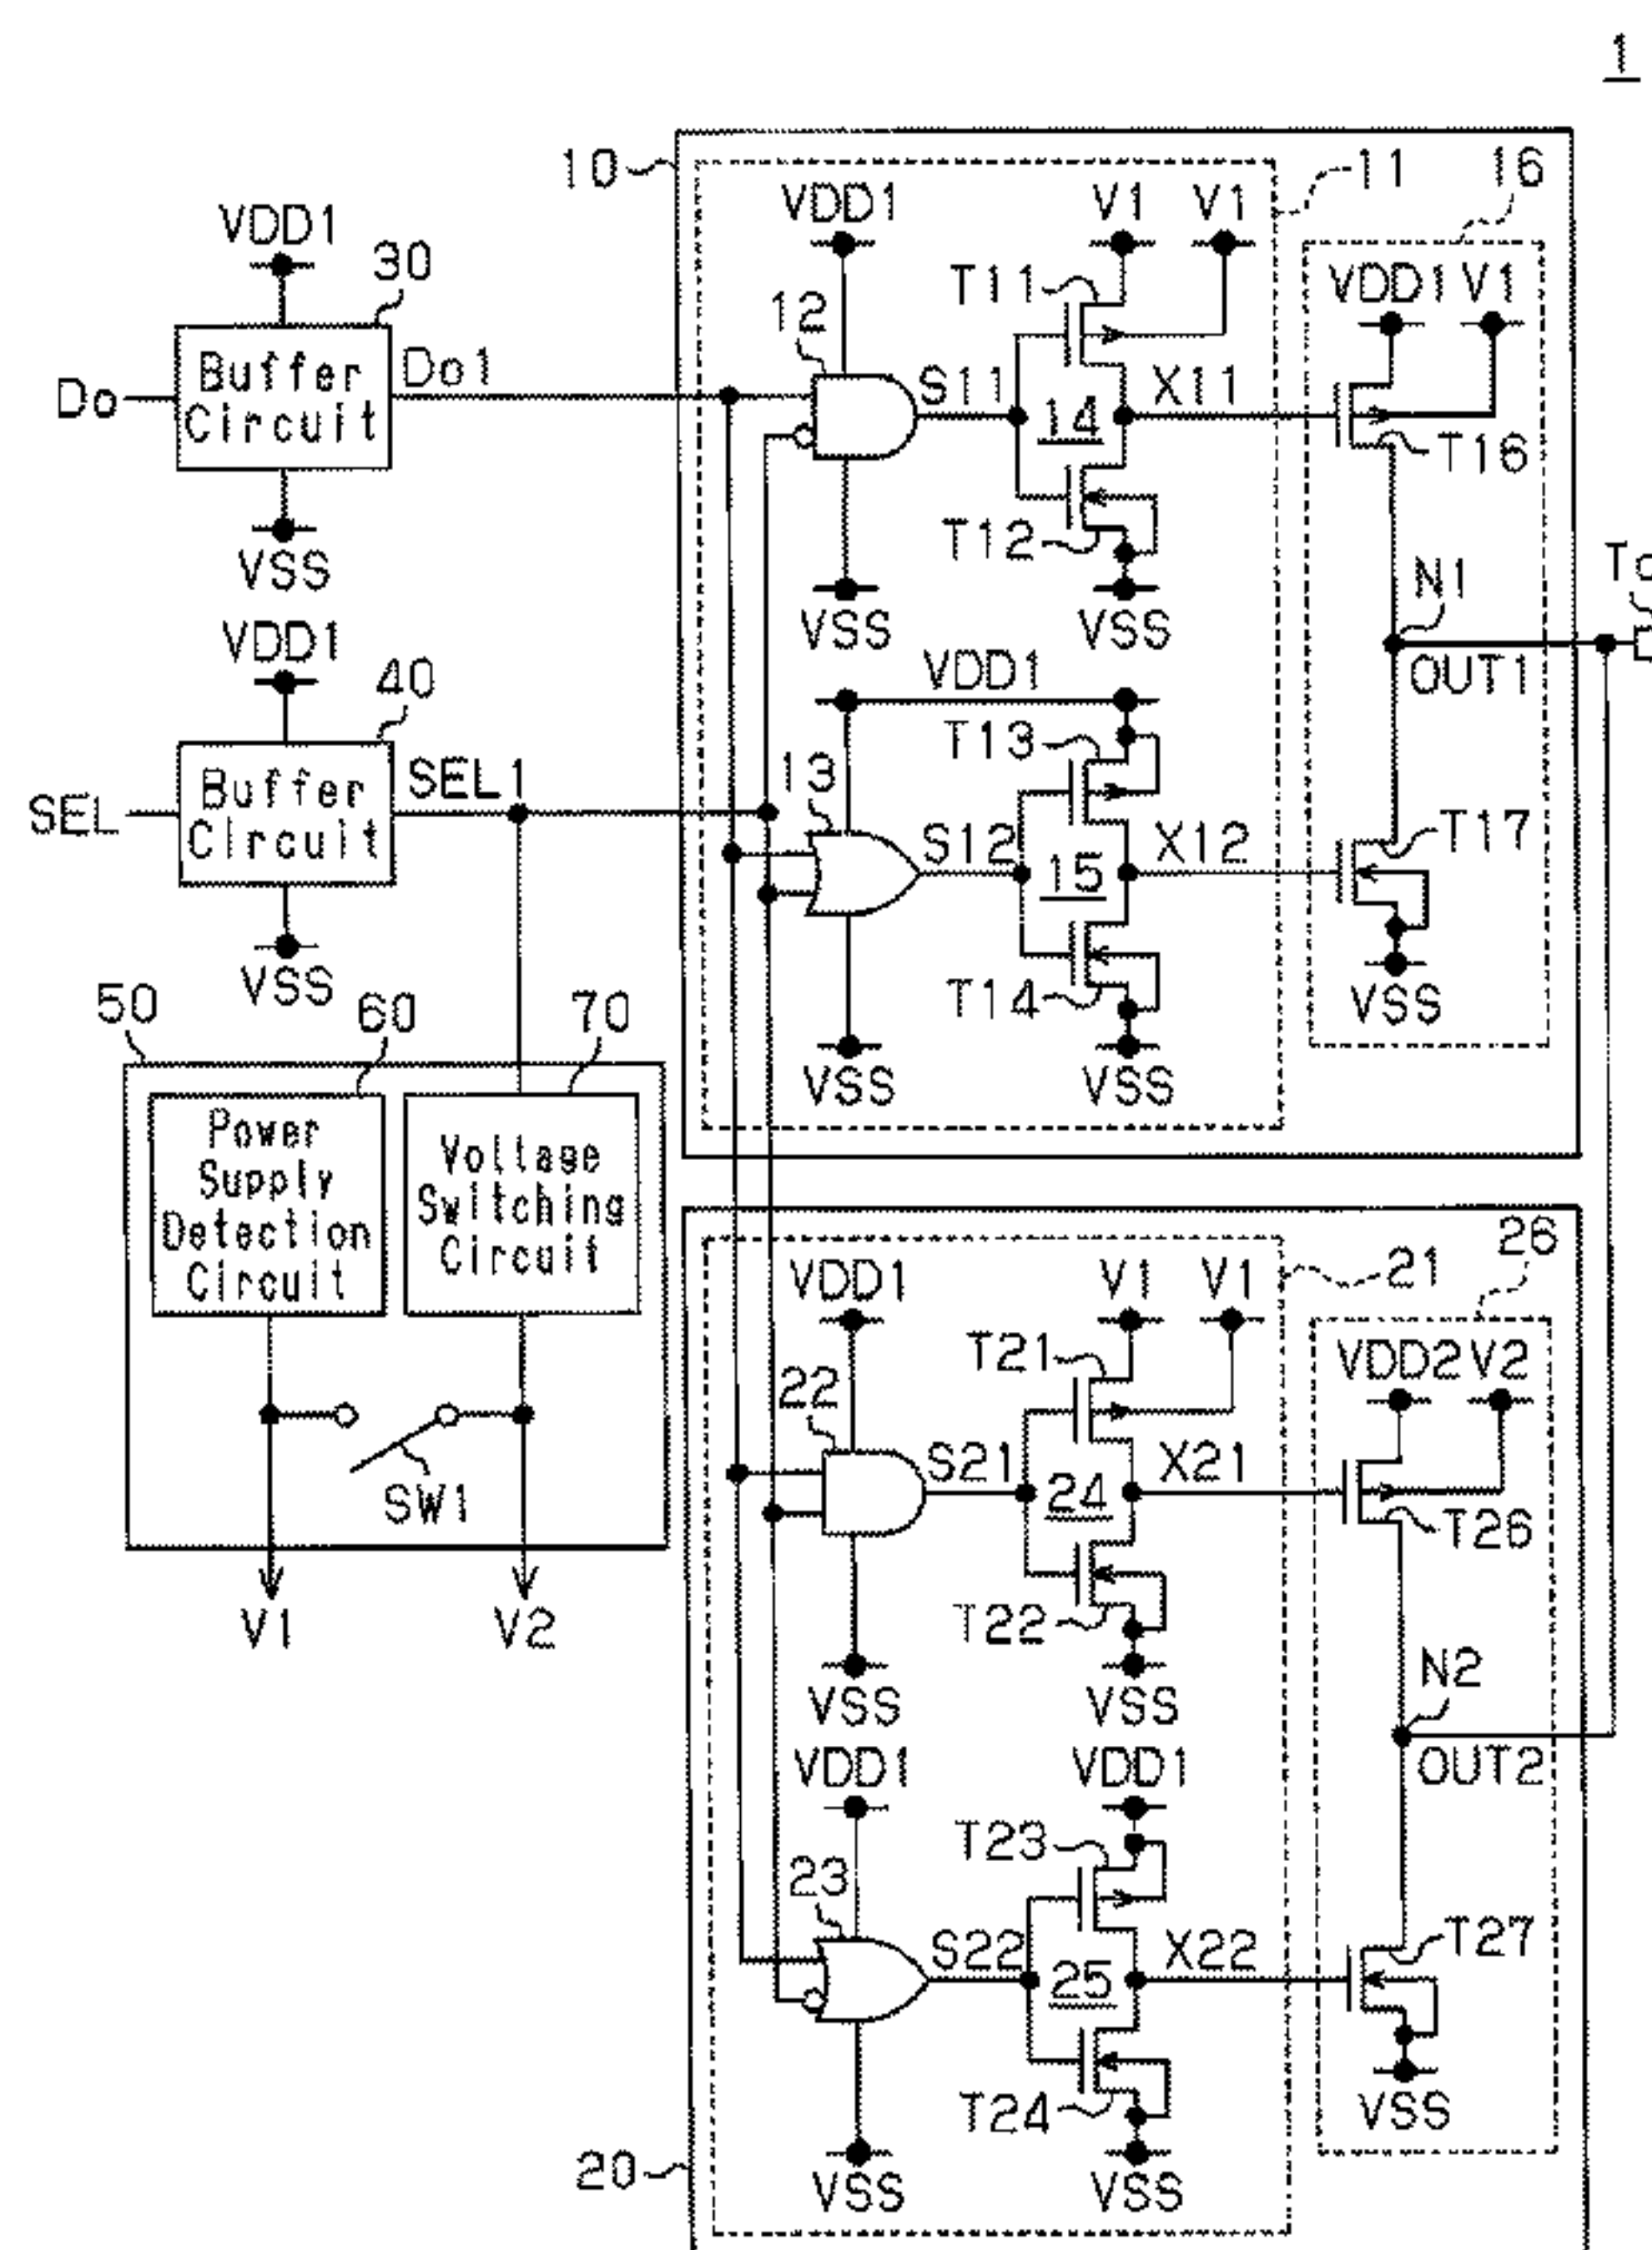 1
10
11
16
VDD1
V1
V1
VDD1
30
VDD1
V1
T11
12
Buffer
Circuit
Do
Do1
S11
14
X11
T16
T12
VSS
VSS
VSS
N1
VDD1
40
VDD1
OUT1
T13
13
Buffer
Circuit
SEL
SEL1
S12
15
X12
T17
VSS
T14
VSS
VSS
VSS
50
60
70
Power
Supply
Detection
Circuit
Voltage
Switching
Circuit
SW1
V1
V2
21
26
VDD1
V1
V1
VDD2
V2
T21
22
S21
24
X21
T26
T22
VSS
VSS
N2
VDD1
VDD1
OUT2
T23
23
S22
25
X22
T27
T24
VSS
20
VSS
VSS